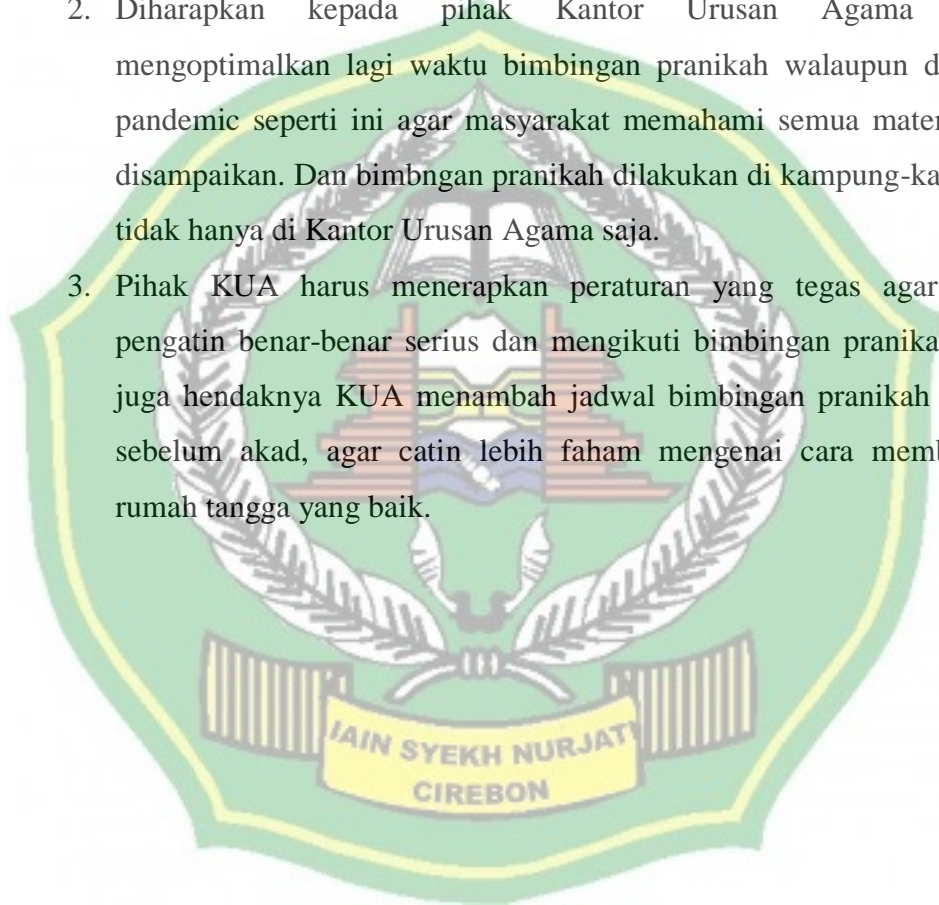 2. Diharapkan kepada pihak Kantor Urusan Agama
mengoptimalkan lagi waktu bimbingan pranikah walaupun d
pandemic seperti ini agar masyarakat memahami semua mater
disampaikan. Dan bimbngan pranikah dilakukan di kampung-ka
tidak hanya di Kantor Urusan Agama saja.
3. Pihak KUA harus menerapkan peraturan yang tegas agar
pengatin benar-benar serius dan mengikuti bimbingan pranika
juga hendaknya KUA menambah jadwal bimbingan pranikah
sebelum akad, agar catin lebih faham mengenai cara memb
rumah tangga yang baik.
IAIN SYEKH NURJATI
CIREBON